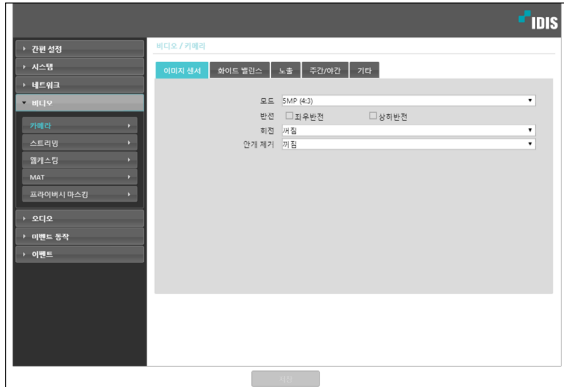 IDIS
간편 설정
시스템
네트워크
비디오
카메라
스트리밍
웹캐스팅
MAT
프라이버시 마스킹
오디오
이벤트 동작
이벤트
비디오 / 카메라
이미지 센서 화이트 밸런스 노출 주간/야간 기타
모드 5MP (4:3)
반전 좌우반전 상하반전
회전 꺼짐
안개 제거 꺼짐